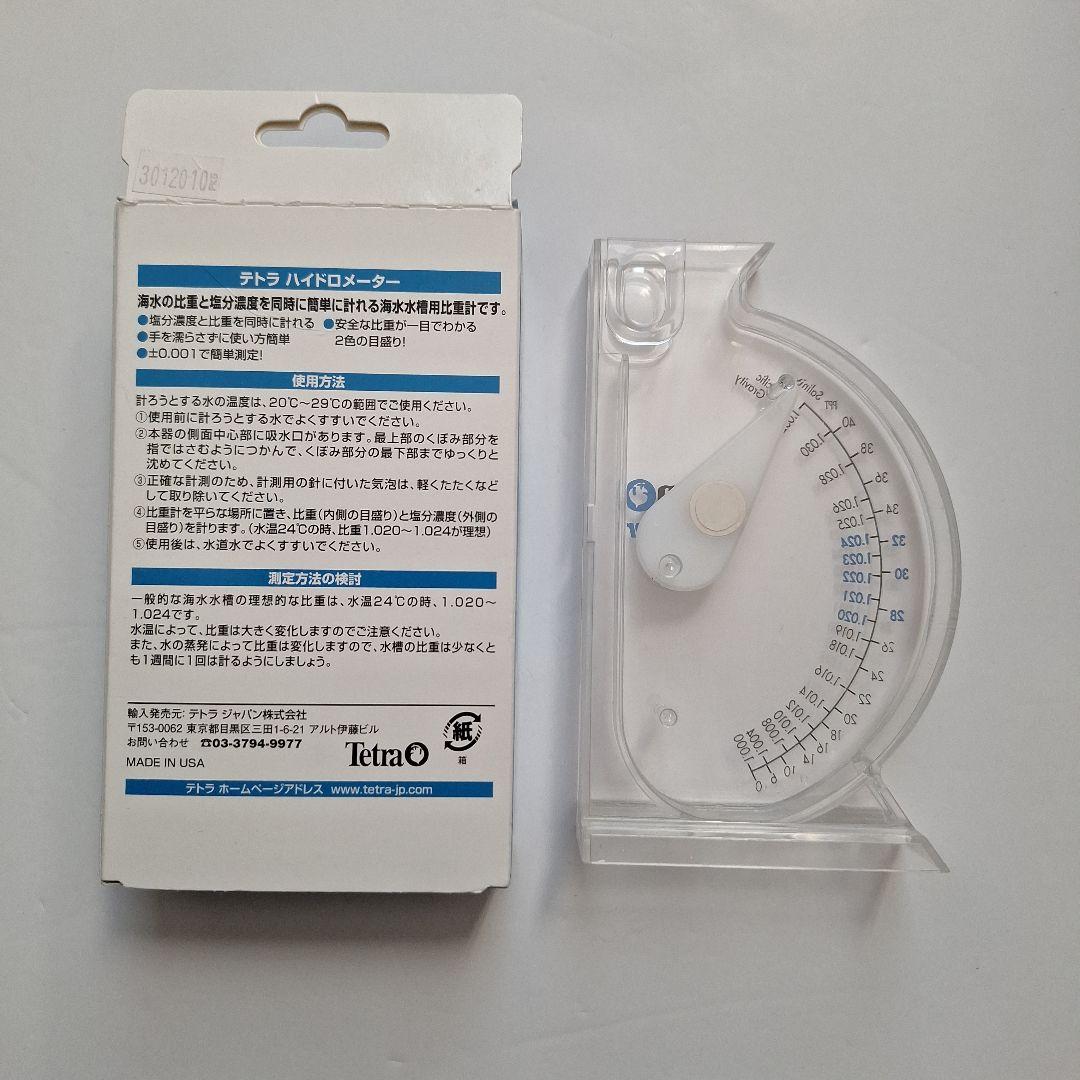 3012010
テトラ ハイドロメーター
海水の比重と塩分濃度を同時に簡単に計れる海水水槽用比重計です。
●塩分濃度と比重を同時に計れる ●安全な比重が一目でわかる
●手を濡らさずに使い方簡単 2色の目盛り!
●±0.001で簡単測定!
使用方法
計ろうとする水の温度は、20℃〜29℃の範囲でご使用ください。
①使用前に計ろうとする水でよくすすいでください。
②本器の側面中心部に吸水口があります。最上部のくぼみ部分を
指ではさむようにつかんで、くぼみ部分の最下部までゆっくりと
沈めてください。
③正確な計測のため、計測用の針に付いた気泡は、軽くたたくなど
して取り除いてください。
④比重計を平らな場所に置き、比重(内側の目盛り)と塩分濃度(外側の
目盛り)を計ります。(水温24℃の時、比重1.020〜1.024が理想)
⑤使用後は、水道水でよくすすいでください。
測定方法の検討
一般的な海水水槽の理想的な比重は、水温24℃の時、1.020〜
1.024です。
水温によって、比重は大きく変化しますのでご注意ください。
また、水の蒸発によって比重は変化しますので、水槽の比重は少なくと
も1週間に1回は計るようにしましょう。
輸入発売元: テトラ ジャパン株式会社
〒153-0062 東京都目黒区三田1-6-21 アルト伊藤ビル
お問い合わせ ☎03-3794-9977
MADE IN USA
Tetra
紙
箱
テトラ ホームページアドレス www.tetra-jp.com
Gravity
PPT
40
1.030
38
1.028
36
1.026
34
1.025
1.024
32
1.023
1.022
30
1.021
1.020
28
1.019
26
1.018
24
1.016
22
1.014
20
1.012
18
1.010
16
1.008
14
1.004
10
1.000
6
0